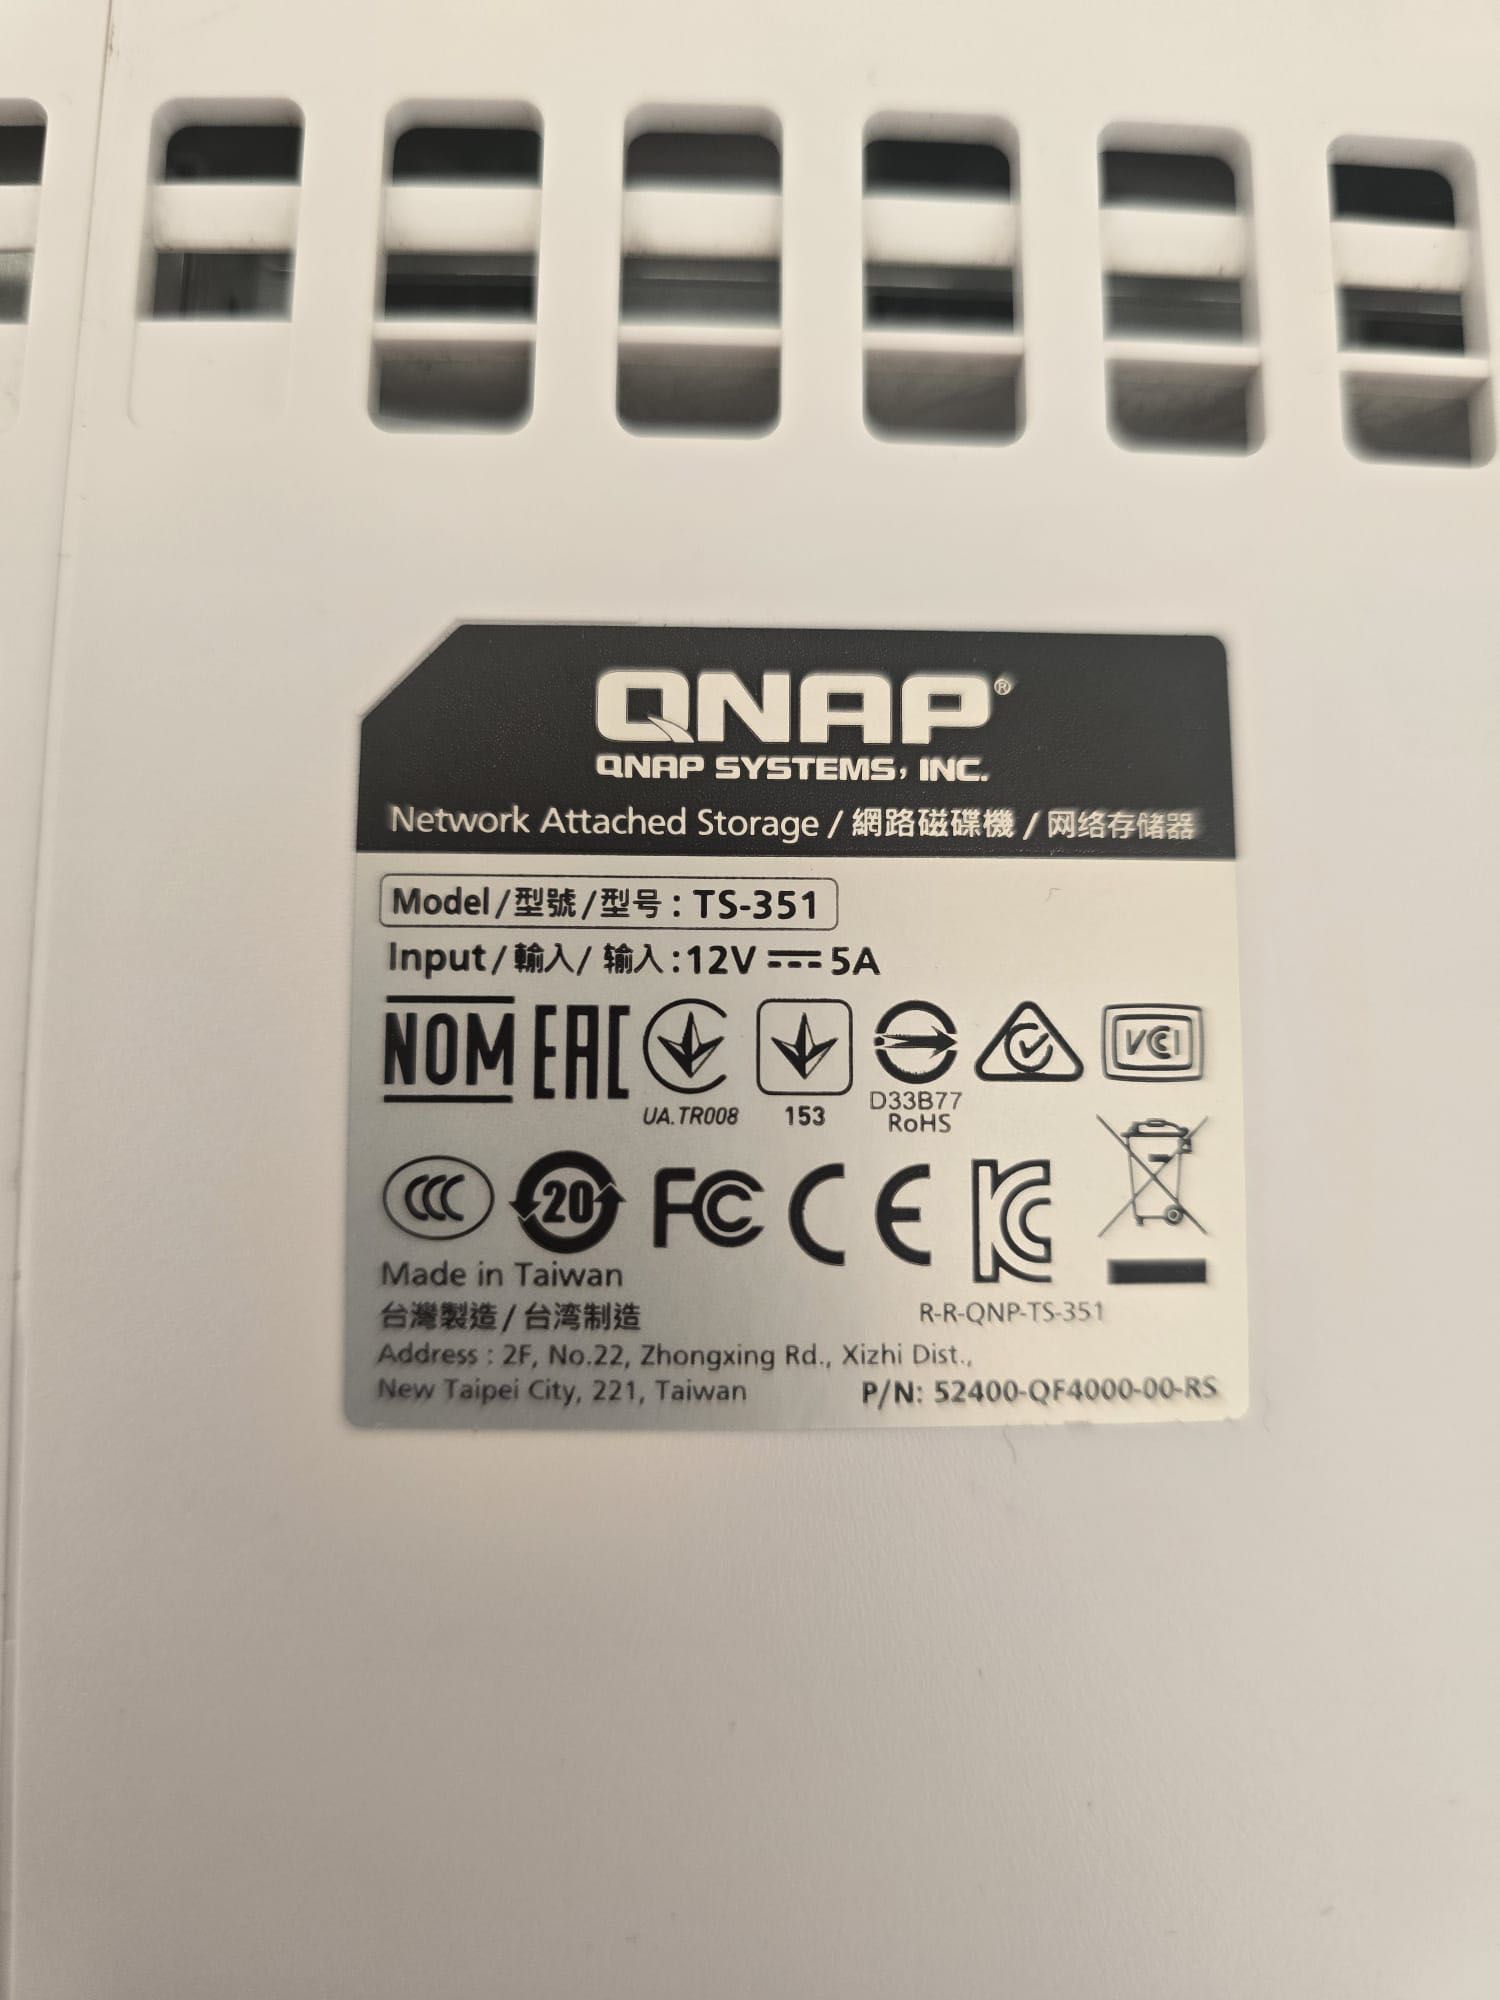 QNAP®
QNAP SYSTEMS, INC.
Network Attached Storage / 網路磁碟機 / 网络存储器
Model / 型號 / 型号 : TS-351
Input / 輸入 / 输入 : 12V ⎓ 5A
NOM EAC VCCI
UA.TR008 153 D33B77
RoHS
CCC 20 FC CE KC
Made in Taiwan
台灣製造 / 台湾制造
R-R-QNP-TS-351
Address : 2F, No.22, Zhongxing Rd., Xizhi Dist.,
New Taipei City, 221, Taiwan
P/N: 52400-QF4000-00-RS